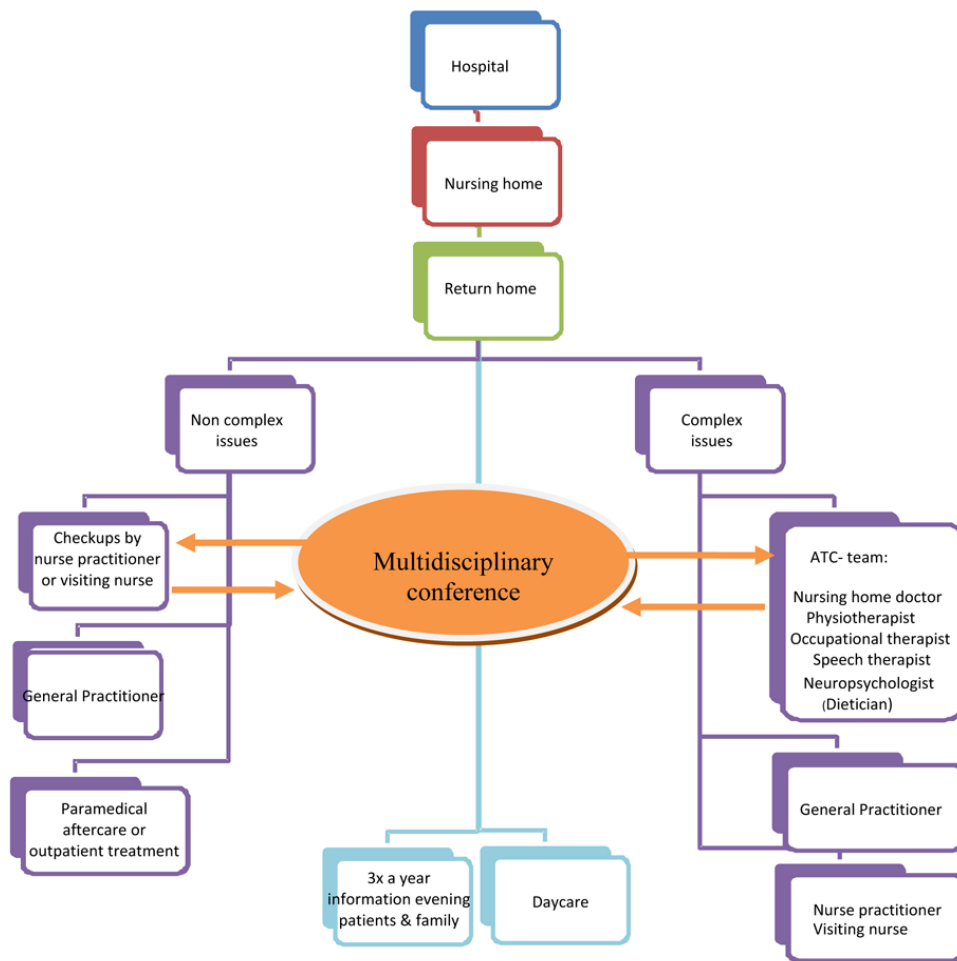 Hospital
Nursing home
Return home
Non complex
issues
Complex
issues
Checkups by
nurse practitioner
or visiting nurse
Multidisciplinary
conference
ATC- team:
Nursing home doctor
Physiotherapist
Occupational therapist
Speech therapist
Neuropsychologist
(Dietician)
General Practitioner
Paramedical
aftercare or
outpatient treatment
General Practitioner
3x a year
information evening
patients & family
Daycare
Nurse practitioner
Visiting nurse